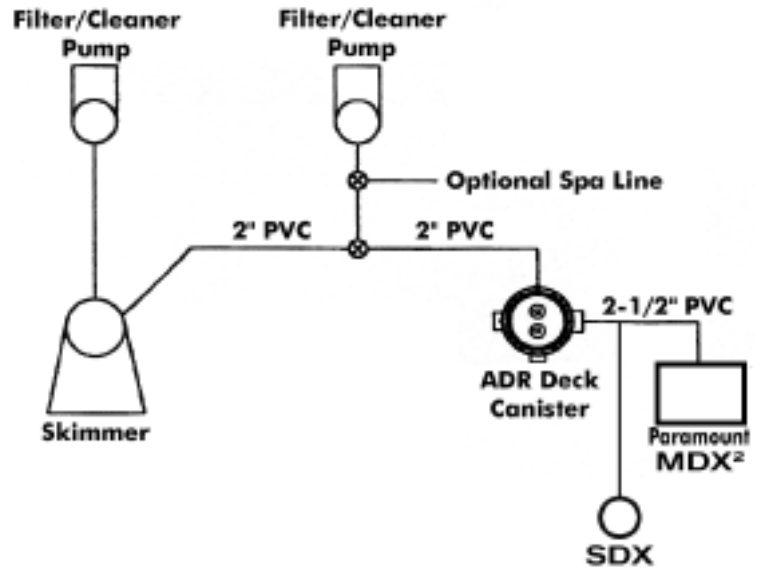 Filter/Cleaner
Pump
Filter/Cleaner
Pump
Optional Spa Line
2" PVC
2" PVC
2-1/2" PVC
ADR Deck
Canister
Skimmer
Paramount
MDX²
SDX